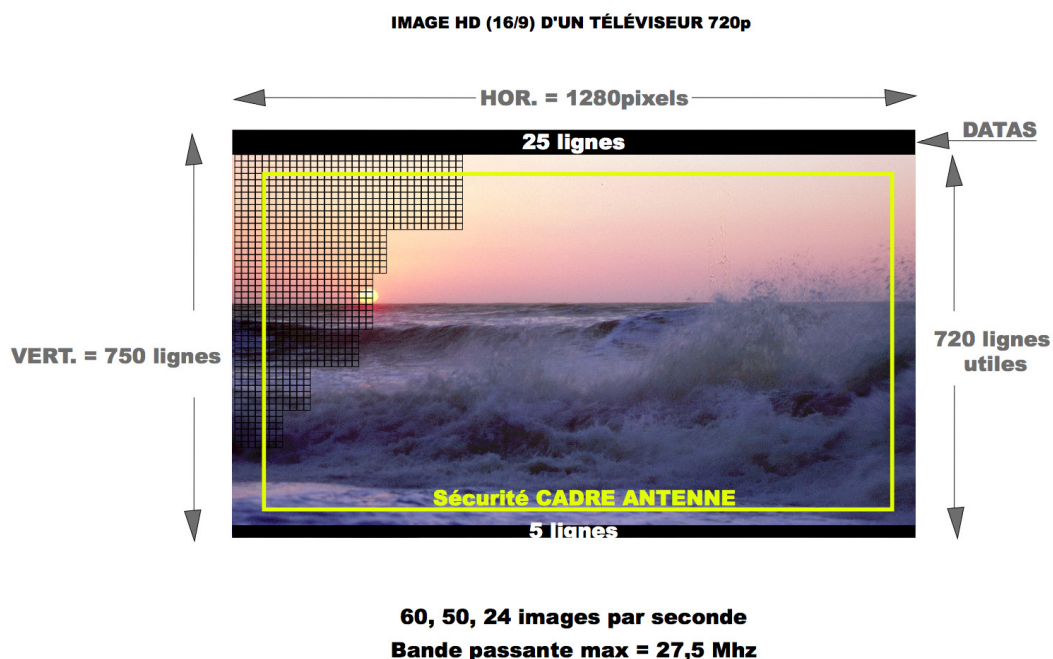 IMAGE HD (16/9) D'UN TÉLÉVISEUR 720p
HOR. = 1280pixels
DATAS
25 lignes
VERT. = 750 lignes
720 lignes
utiles
Sécurité CADRE ANTENNE
5 lignes
60, 50, 24 images par seconde
Bande passante max = 27,5 Mhz